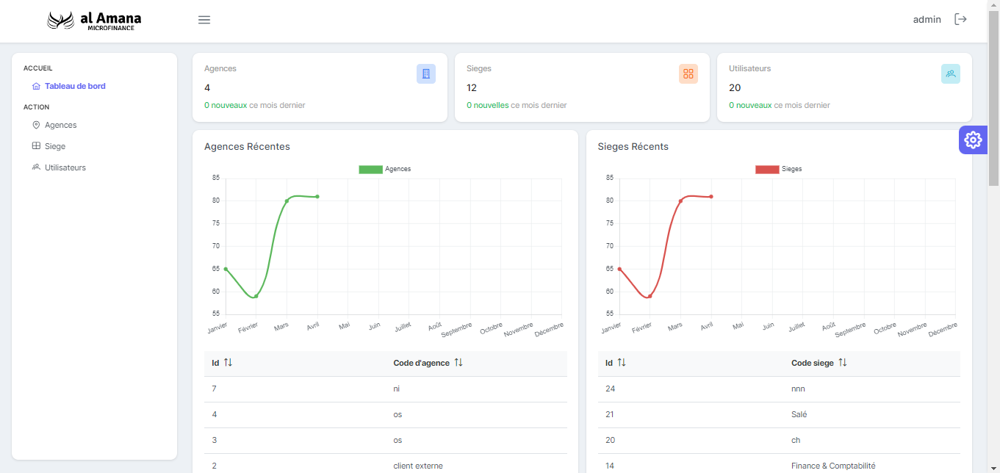 al Amana
MICROFINANCE
admin
ACCUEIL
Tableau de bord
ACTION
Agences
Siege
Utilisateurs
Agences
4
0 nouveaux ce mois dernier
Sieges
12
0 nouvelles ce mois dernier
Utilisateurs
20
0 nouveaux ce mois dernier
Agences Récentes
Agences
85
80
75
70
65
60
55
Janvier Février Mars Avril Mai Juin Juillet Août Septembre Octobre Novembre Décembre
Id Code d'agence
7 ni
4 os
3 os
2 client externe
Sieges Récents
Sieges
85
80
75
70
65
60
55
Janvier Février Mars Avril Mai Juin Juillet Août Septembre Octobre Novembre Décembre
Id Code siege
24 nnn
21 Salé
20 ch
14 Finance & Comptabilité